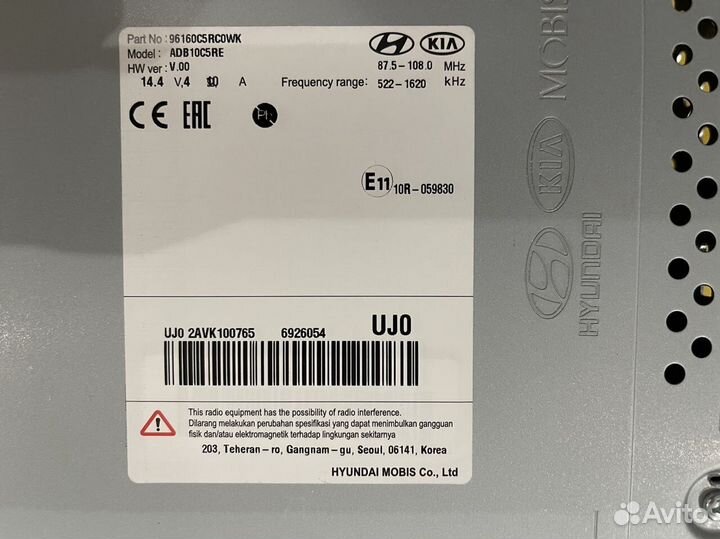 Part No : 96160C5RC0WK
Model: ADB10C5RE
HW ver: V.00
14.4 V,4 A
KIA
87.5 - 108.0 MHz
Frequency range: 522 - 1620 kHz
CE EAC
E11 10R - 059830
UJ0 2AVK100765 6926054 UJ0
This radio equipment has the possibility of radio interference.
Dilarang melakukan perubahan spesifikasi yang dapat menimbulkan gangguan
fisik dan/atau elektromagnetik terhadap lingkungan sekitarnya
203, Teheran – ro, Gangnam – gu, Seoul, 06141, Korea
HYUNDAI MOBIS Co., Ltd
MOBIS
KIA
HYUNDAI
Avito